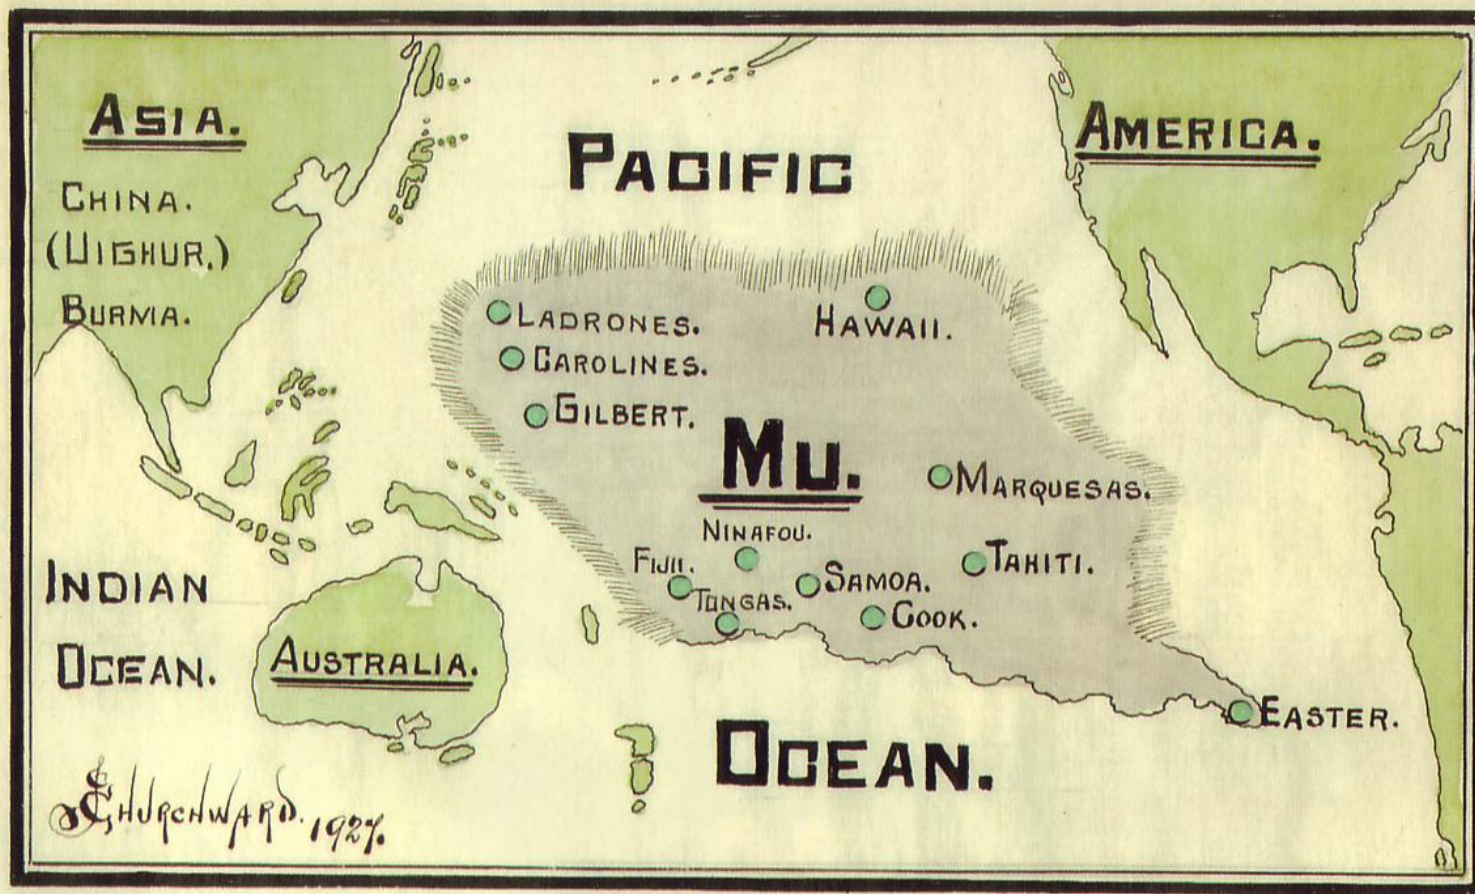 ASIA.
CHINA.
(UIGHUR.)
BURMA.
PACIFIC
AMERICA.
LADRONES.
HAWAII.
CAROLINES.
GILBERT.
MU.
MARQUESAS.
NINAFOU.
FIJII.
TAHITI.
SAMOA.
TONGAS.
COOK.
INDIAN
OCEAN.
AUSTRALIA.
EASTER.
OCEAN.
J CHURCHWARD. 1927.